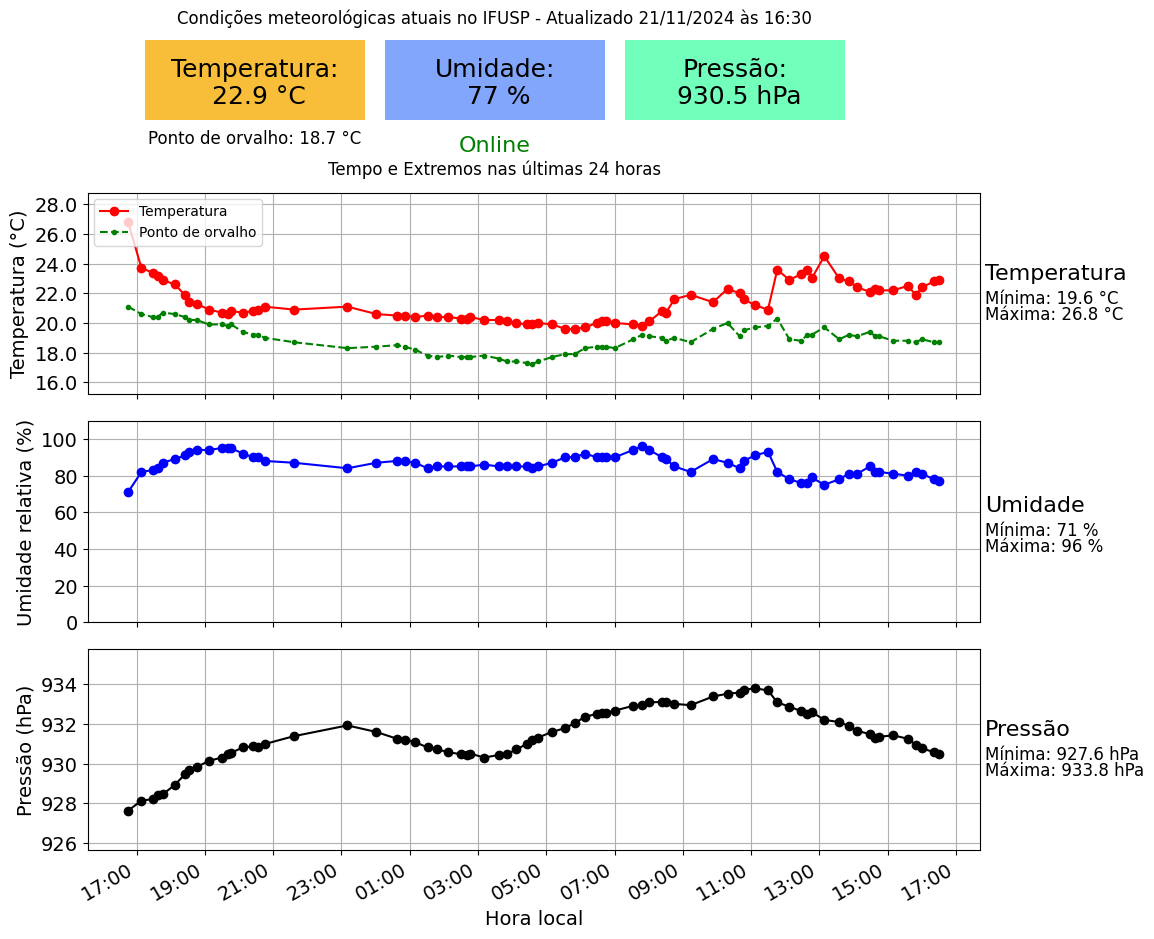 Condições meteorológicas atuais no IFUSP - Atualizado 21/11/2024 às 16:30
Temperatura:
22.9 °C
Umidade:
77 %
Pressão:
930.5 hPa
Ponto de orvalho: 18.7 °C
Online
Tempo e Extremos nas últimas 24 horas
Temperatura (°C)
28.0
26.0
24.0
22.0
20.0
18.0
16.0
Temperatura
Ponto de orvalho
Temperatura
Mínima: 19.6 °C
Máxima: 26.8 °C
Umidade relativa (%)
100
80
60
40
20
0
Umidade
Mínima: 71 %
Máxima: 96 %
Pressão (hPa)
934
932
930
928
926
Pressão
Mínima: 927.6 hPa
Máxima: 933.8 hPa
17:00
19:00
21:00
23:00
01:00
03:00
05:00
07:00
09:00
11:00
13:00
15:00
17:00
Hora local